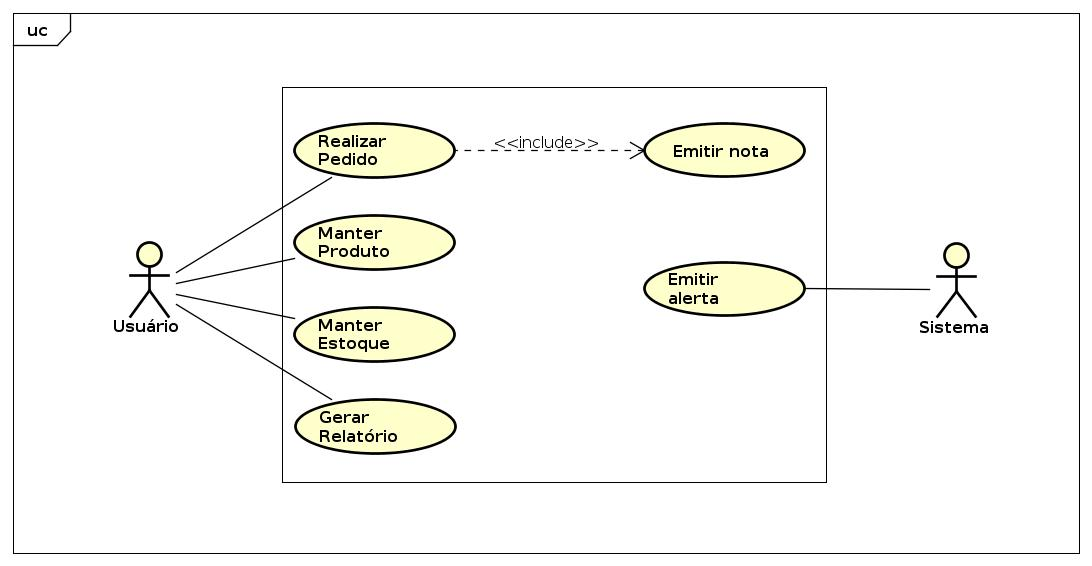 uc
Realizar
Pedido
<<include>>
Emitir nota
Manter
Produto
Emitir
alerta
Manter
Estoque
Gerar
Relatório
Usuário
Sistema